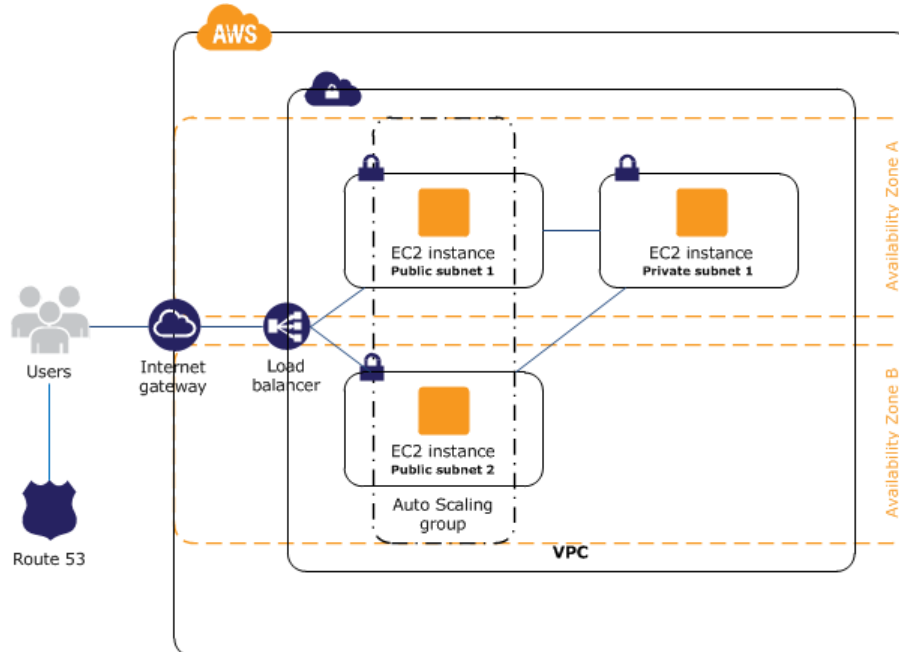 AWS
Availability Zone A
EC2 instance
Public subnet 1
EC2 instance
Private subnet 1
Users
Internet
gateway
Load
balancer
Availability Zone B
EC2 instance
Public subnet 2
Auto Scaling
group
Route 53
VPC